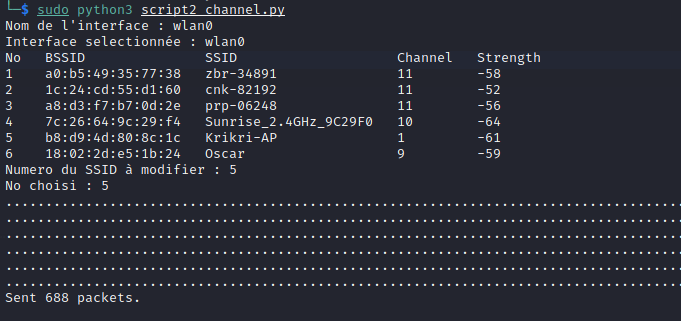 └─$ sudo python3 script2_channel.py
Nom de l'interface : wlan0
Interface selectionnée : wlan0
No BSSID SSID Channel Strength
1 a0:b5:49:35:77:38 zbr-34891 11 -58
2 1c:24:cd:55:d1:60 cnk-82192 11 -52
3 a8:d3:f7:b7:0d:2e prp-06248 11 -56
4 7c:26:64:9c:29:f4 Sunrise_2.4GHz_9C29F0 10 -64
5 b8:d9:4d:80:8c:1c Krikri-AP 1 -61
6 18:02:2d:e5:1b:24 Oscar 9 -59
Numero du SSID à modifier : 5
No choisi : 5
.....................................................................................
.....................................................................................
.....................................................................................
.....................................................................................
.....................................................................................
.....................................................................................
Sent 688 packets.